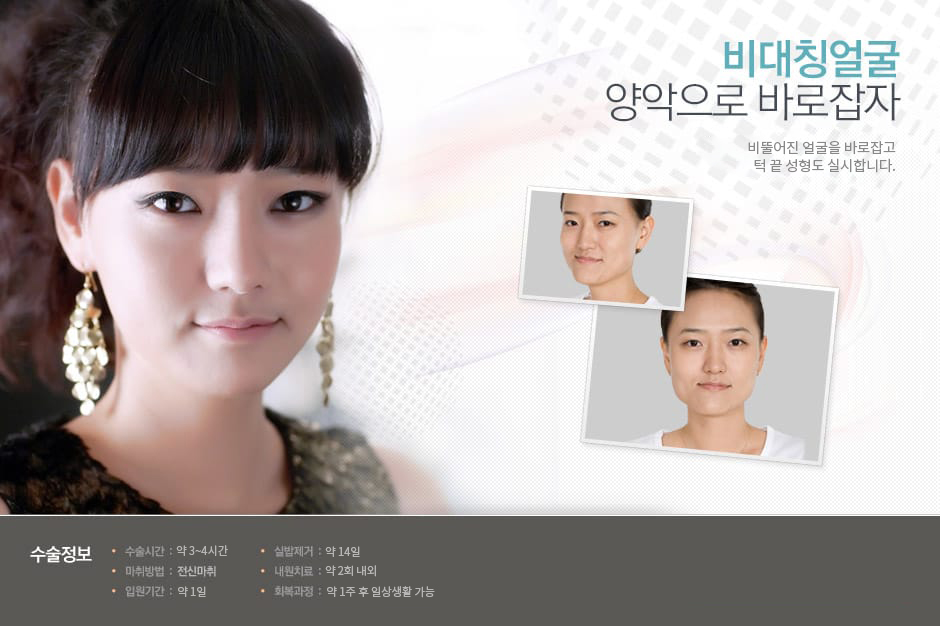 비대칭얼굴
양악으로 바로잡자
비뚤어진 얼굴을 바로잡고
턱 끝 성형도 실시합니다.
수술정보
• 수술시간 : 약 3~4시간
• 마취방법 : 전신마취
• 입원기간 : 약 1일
• 실밥제거 : 약 14일
• 내원치료 : 약 2회 내외
• 회복과정 : 약 1주 후 일상생활 가능